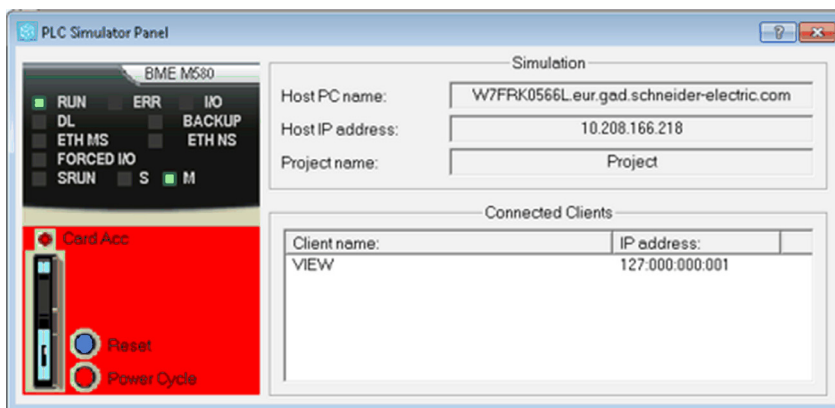 PLC Simulator Panel
BME M580
RUN ERR I/O
DL BACKUP
ETH MS ETH NS
FORCED I/O
SRUN S M
Card Acc
Reset
Power Cycle
Simulation
Host PC name: W7FRK0566L.eur.gad.schneider-electric.com
Host IP address: 10.208.166.218
Project name: Project
Connected Clients
Client name: IP address:
VIEW 127:000:000:001